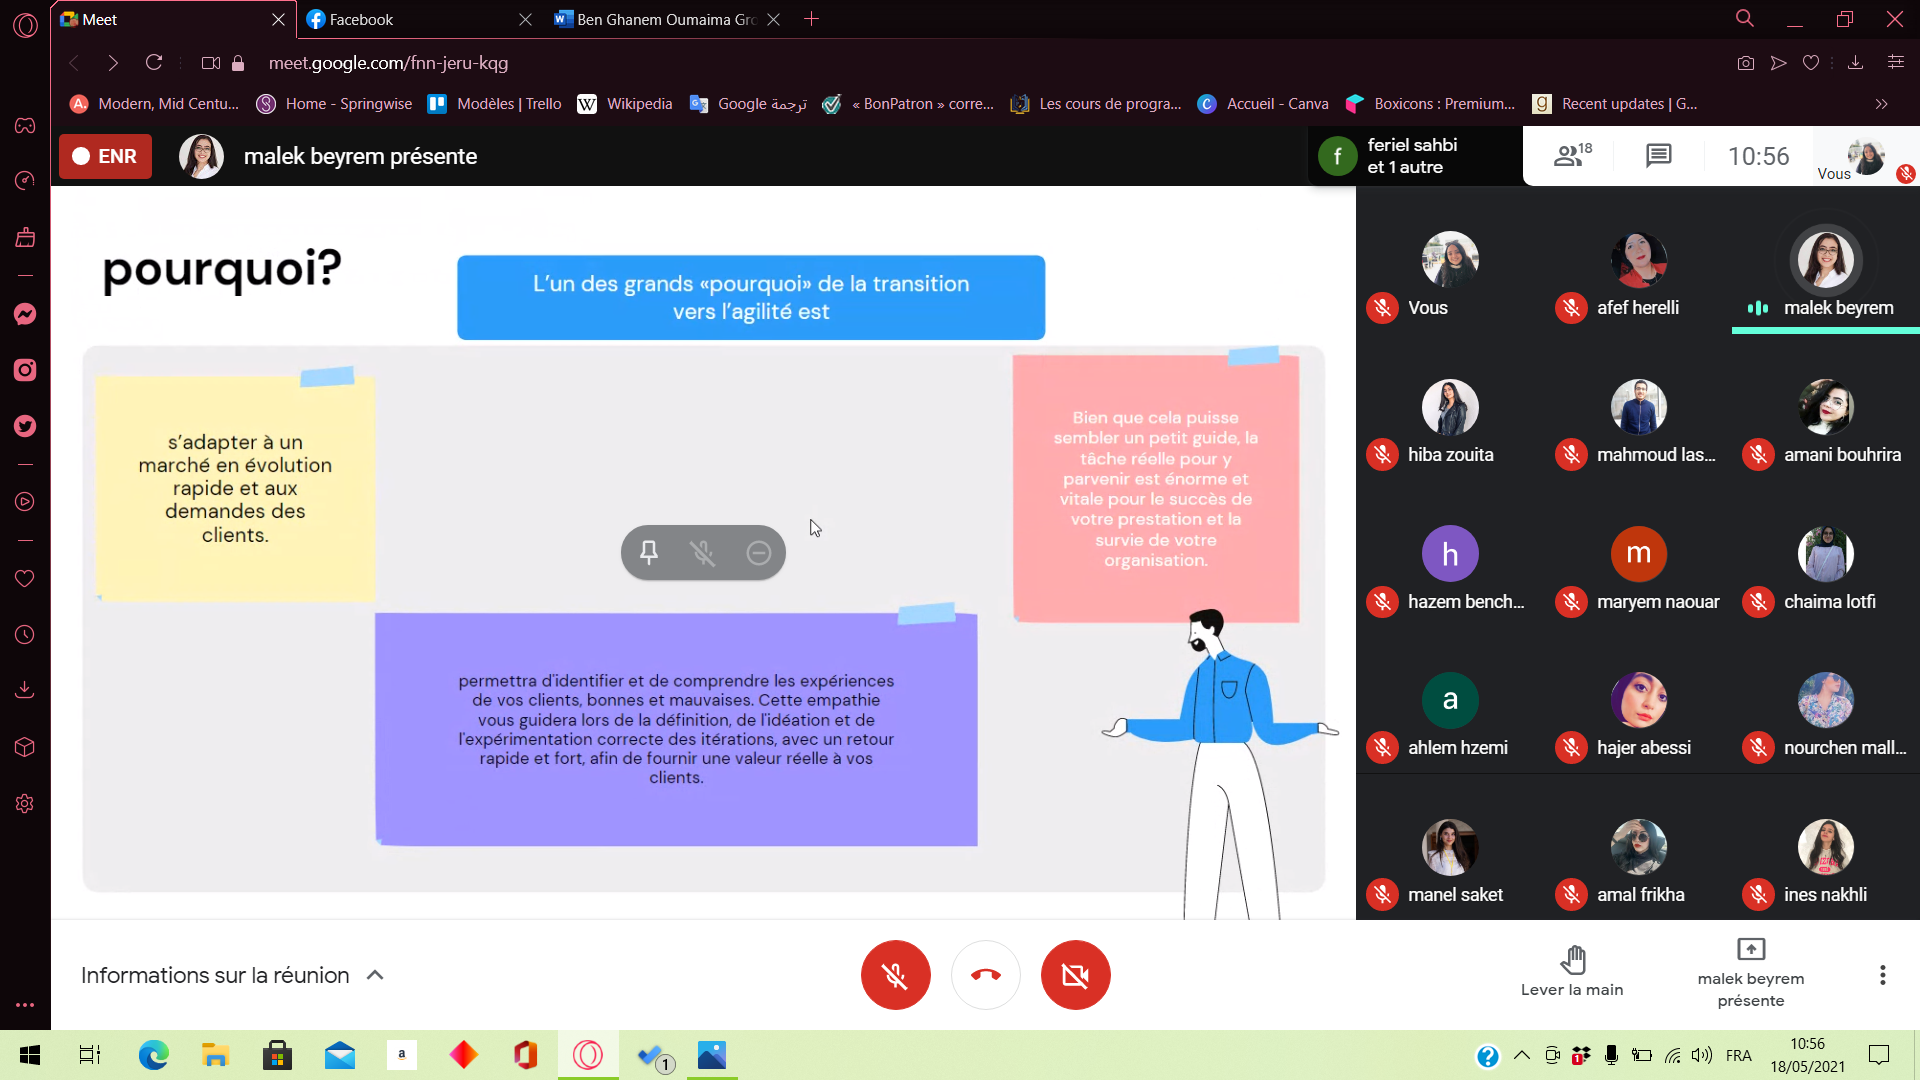 Meet
Facebook
Ben Ghanem Oumaima Gr
meet.google.com/fnn-jeru-kqg
A.
Modern, Mid Centu...
Home - Springwise
Modèles | Trello
W
Wikipedia
ترجمة Google
« BonPatron » corre...
Les cours de progra...
C
Accueil - Canva
Boxicons : Premium...
g
Recent updates | G...
ENR
malek beyrem présente
f
feriel sahbi
et 1 autre
18
10:56
Vous
pourquoi?
L'un des grands «pourquoi» de la transition
vers l'agilité est
s'adapter à un
marché en évolution
rapide et aux
demandes des
clients.
Bien que cela puisse
sembler un petit guide, la
tâche réelle pour y
parvenir est énorme et
vitale pour le succès de
votre prestation et la
survie de votre
organisation.
permettra d'identifier et de comprendre les expériences
de vos clients, bonnes et mauvaises. Cette empathie
vous guidera lors de la définition, de l'idéation et de
l'expérimentation correcte des itérations, avec un retour
rapide et fort, afin de fournir une valeur réelle à vos
clients.
Vous
afef herelli
malek beyrem
hiba zouita
mahmoud las...
amani bouhrira
h
hazem bench...
m
maryem naouar
chaima lotfi
a
ahlem hzemi
hajer abessi
nourchen mall...
manel saket
amal frikha
ines nakhli
Informations sur la réunion
Lever la main
malek beyrem
présente
a
1
?
1
FRA
10:56
18/05/2021